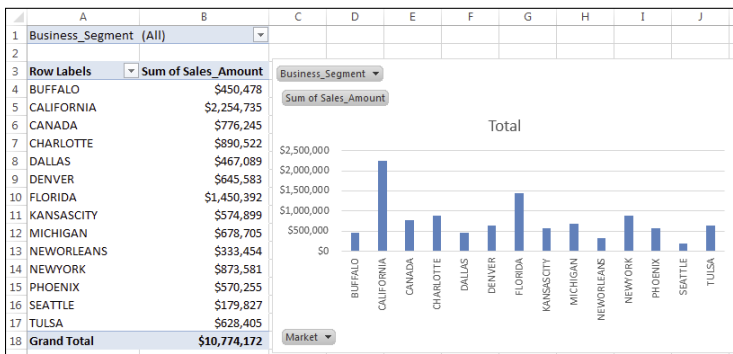 A B C D E F G H I J
1 Business_Segment (All)
2
3 Row Labels Sum of Sales_Amount
4 BUFFALO $450,478
5 CALIFORNIA $2,254,735
6 CANADA $776,245
7 CHARLOTTE $890,522
8 DALLAS $467,089
9 DENVER $645,583
10 FLORIDA $1,450,392
11 KANSASCITY $574,899
12 MICHIGAN $678,705
13 NEWORLEANS $333,454
14 NEWYORK $873,581
15 PHOENIX $570,255
16 SEATTLE $179,827
17 TULSA $628,405
18 Grand Total $10,774,172
Business_Segment
Sum of Sales_Amount
Total
$2,500,000
$2,000,000
$1,500,000
$1,000,000
$500,000
$0
BUFFALO
CALIFORNIA
CANADA
CHARLOTTE
DALLAS
DENVER
FLORIDA
KANSASCITY
MICHIGAN
NEWORLEANS
NEWYORK
PHOENIX
SEATTLE
TULSA
Market